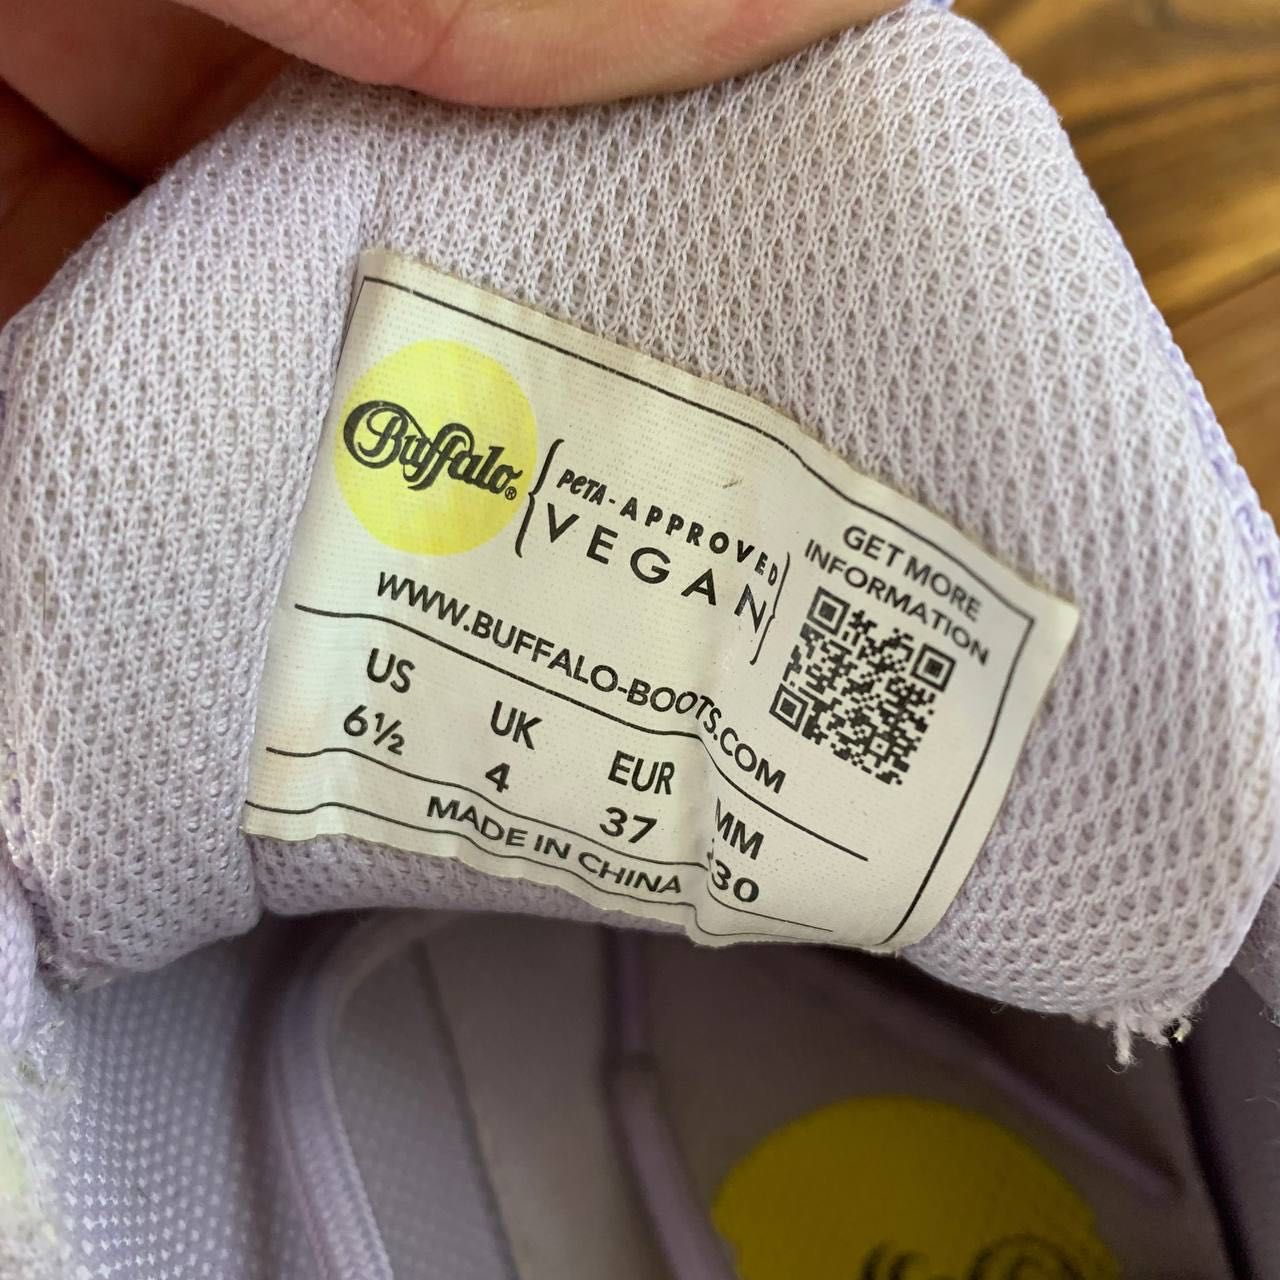 Buffalo®
PETA-APPROVED
VEGAN
GET MORE
INFORMATION
WWW.BUFFALO-BOOTS.COM
US UK EUR MM
6½ 4 37
MADE IN CHINA